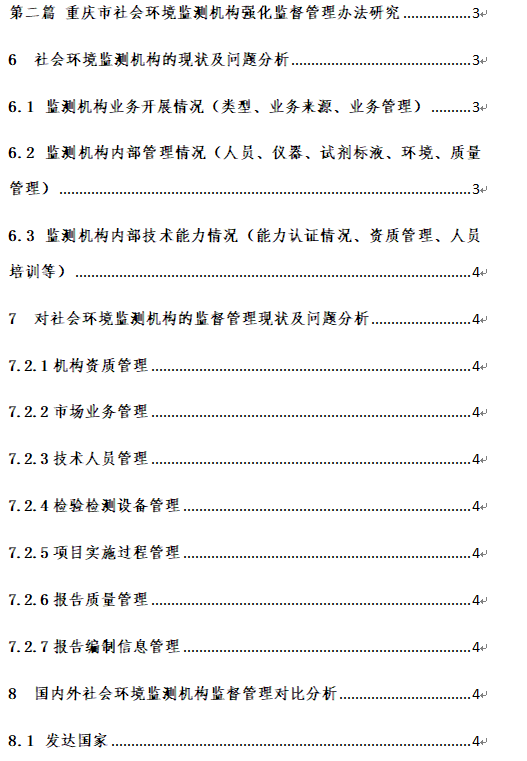 第二篇 重庆市社会环境监测机构强化监督管理办法研究..................3
6 社会环境监测机构的现状及问题分析..................3
6.1 监测机构业务开展情况（类型、业务来源、业务管理）..................3
6.2 监测机构内部管理情况（人员、仪器、试剂标液、环境、质量
管理）..................3
6.3 监测机构内部技术能力情况（能力认证情况、资质管理、人员
培训等）..................4
7 对社会环境监测机构的监督管理现状及问题分析..................4
7.2.1机构资质管理..................4
7.2.2市场业务管理..................4
7.2.3技术人员管理..................4
7.2.4检验检测设备管理..................4
7.2.5项目实施过程管理..................4
7.2.6报告质量管理..................4
7.2.7报告编制信息管理..................4
8 国内外社会环境监测机构监督管理对比分析..................4
8.1 发达国家..................4